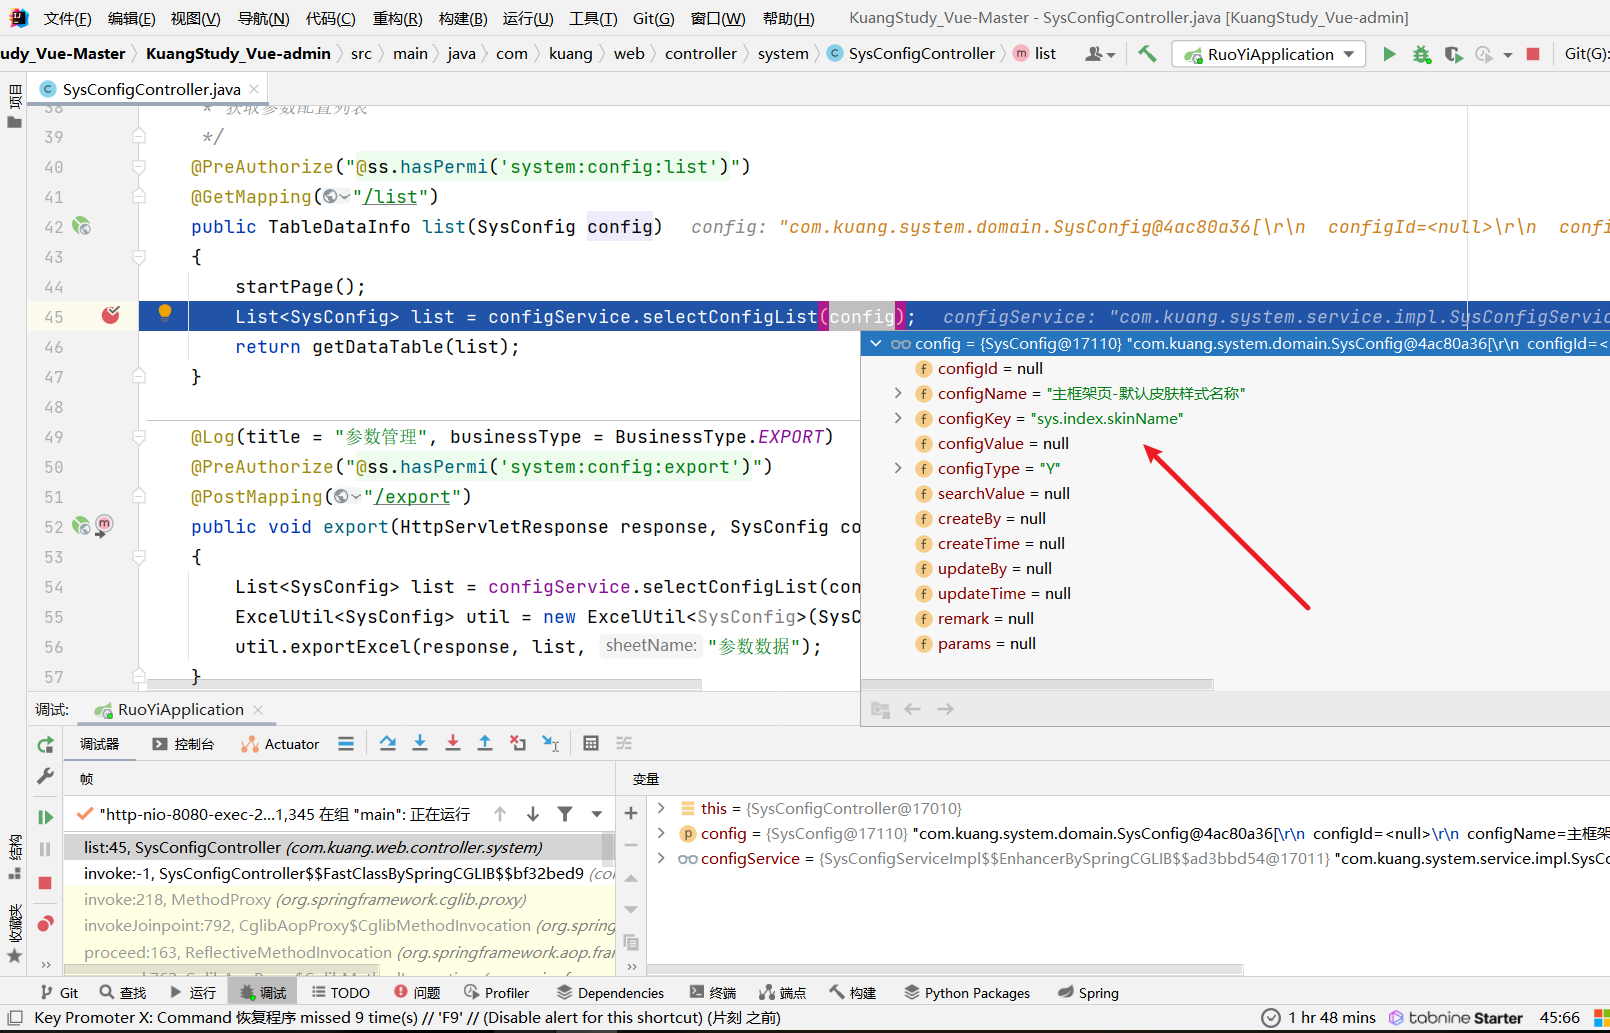 文件(F) 编辑(E) 视图(V) 导航(N) 代码(C) 重构(R) 构建(B) 运行(U) 工具(T) Git(G) 窗口(W) 帮助(H) KuangStudy_Vue-Master - SysConfigController.java [KuangStudy_Vue-admin]
udy_Vue-Master KuangStudy_Vue-admin src main java com kuang web controller system SysConfigController list RuoYiApplication Git(G):
项目
SysConfigController.java
38 * 获取参数配置列表
39 */
40 @PreAuthorize("@ss.hasPermi('system:config:list')")
41 @GetMapping("/list")
42 public TableDataInfo list(SysConfig config) config: "com.kuang.system.domain.SysConfig@4ac80a36[\r\n configId=<null>\r\n confi
43 {
44 startPage();
45 List<SysConfig> list = configService.selectConfigList(config); configService: "com.kuang.system.service.impl.SysConfigServic
46 return getDataTable(list);
47 }
48
49 @Log(title = "参数管理", businessType = BusinessType.EXPORT)
50 @PreAuthorize("@ss.hasPermi('system:config:export')")
51 @PostMapping("/export")
52 public void export(HttpServletResponse response, SysConfig co
53 {
54 List<SysConfig> list = configService.selectConfigList(con
55 ExcelUtil<SysConfig> util = new ExcelUtil<SysConfig>(SysC
56 util.exportExcel(response, list, sheetName: "参数数据");
57 }
config = {SysConfig@17110} "com.kuang.system.domain.SysConfig@4ac80a36[\r\n configId=<
configId = null
configName = "主框架页-默认皮肤样式名称"
configKey = "sys.index.skinName"
configValue = null
configType = "Y"
searchValue = null
createBy = null
createTime = null
updateBy = null
updateTime = null
remark = null
params = null
调试: RuoYiApplication
调试器 控制台 Actuator
帧
变量
"http-nio-8080-exec-2...1,345 在组 "main": 正在运行
list:45, SysConfigController (com.kuang.web.controller.system)
invoke:-1, SysConfigController$$FastClassBySpringCGLIB$$bf32bed9 (co
invoke:218, MethodProxy (org.springframework.cglib.proxy)
invokeJoinpoint:792, CglibAopProxy$CglibMethodInvocation (org.spring
proceed:163, ReflectiveMethodInvocation (org.springframework.aop.fra
this = {SysConfigController@17010}
config = {SysConfig@17110} "com.kuang.system.domain.SysConfig@4ac80a36[\r\n configId=<null>\r\n configName=主框架
configService = {SysConfigServiceImpl$$EnhancerBySpringCGLIB$$ad3bbd54@17011} "com.kuang.system.service.impl.SysCo
结构
收藏夹
Git 查找 运行 调试 TODO 问题 Profiler Dependencies 终端 端点 构建 Python Packages Spring
Key Promoter X: Command 恢复程序 missed 9 time(s) // 'F9' // (Disable alert for this shortcut) (片刻 之前) 1 hr 48 mins tabnine Starter 45:66